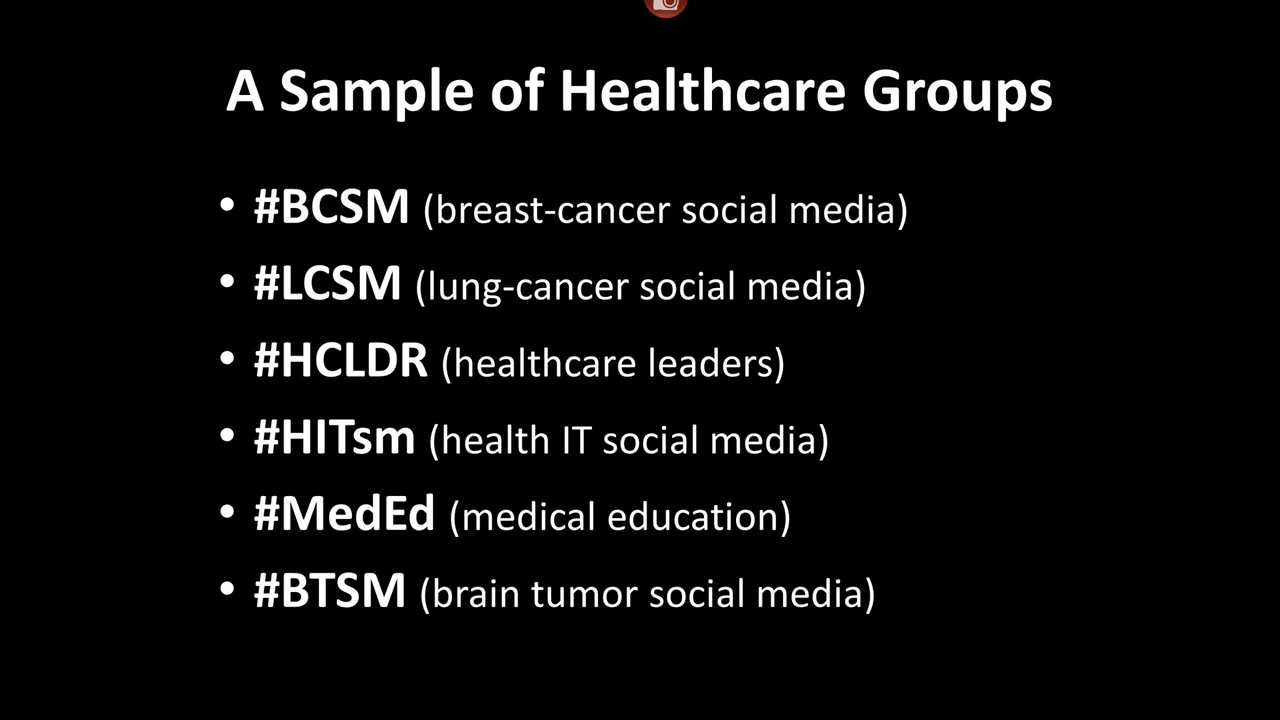 A Sample of Healthcare Groups
• #BCSM (breast-cancer social media)
• #LCSM (lung-cancer social media)
• #HCLDR (healthcare leaders)
• #HITsm (health IT social media)
• #MedEd (medical education)
• #BTSM (brain tumor social media)